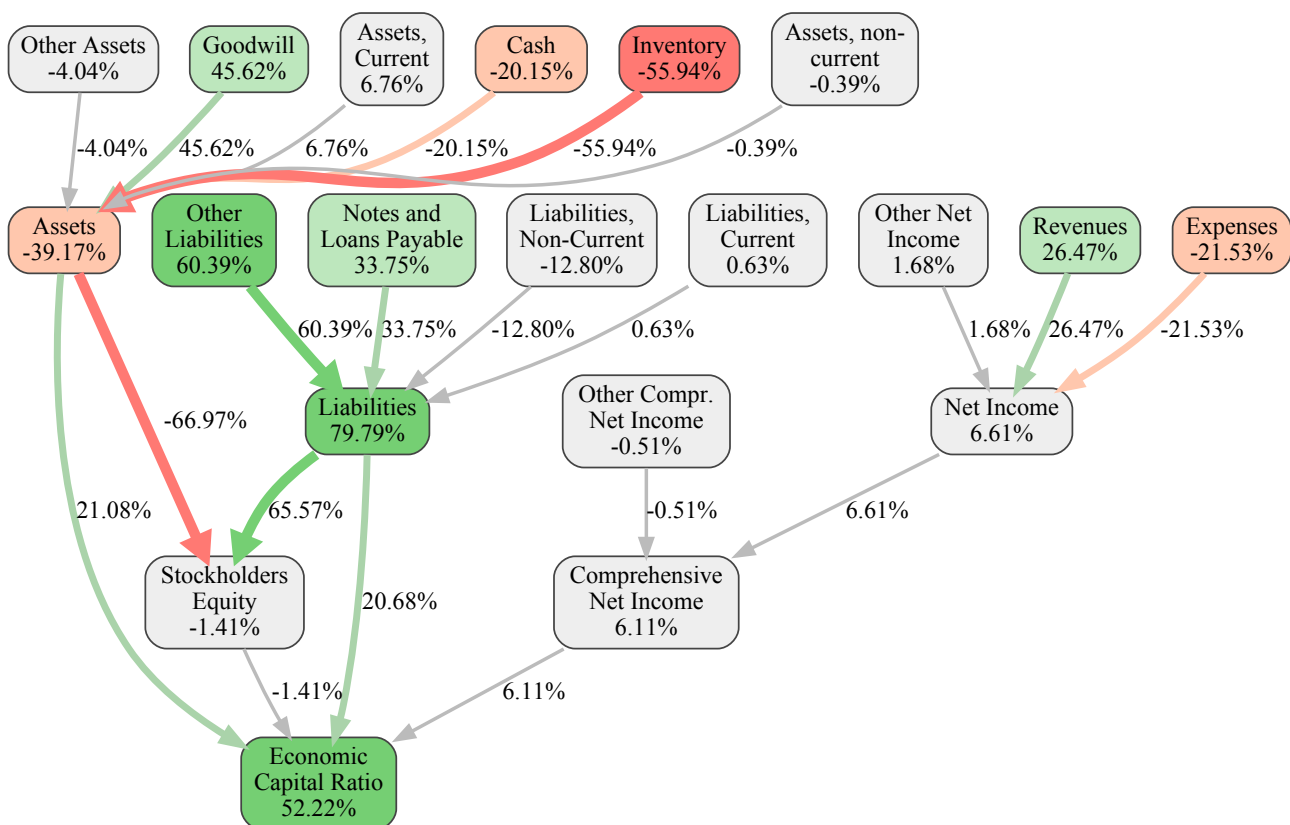 Other Assets
-4.04%
Goodwill
45.62%
Assets,
Current
6.76%
Cash
-20.15%
Inventory
-55.94%
Assets, non-
current
-0.39%
-4.04%
45.62%
6.76%
-20.15%
-55.94%
-0.39%
Assets
-39.17%
Other
Liabilities
60.39%
Notes and
Loans Payable
33.75%
Liabilities,
Non-Current
-12.80%
Liabilities,
Current
0.63%
Other Net
Income
1.68%
Revenues
26.47%
Expenses
-21.53%
60.39%
33.75%
-12.80%
0.63%
1.68%
26.47%
-21.53%
Liabilities
79.79%
Other Compr.
Net Income
-0.51%
Net Income
6.61%
-66.97%
21.08%
65.57%
-0.51%
6.61%
Stockholders
Equity
-1.41%
20.68%
Comprehensive
Net Income
6.11%
-1.41%
6.11%
Economic
Capital Ratio
52.22%